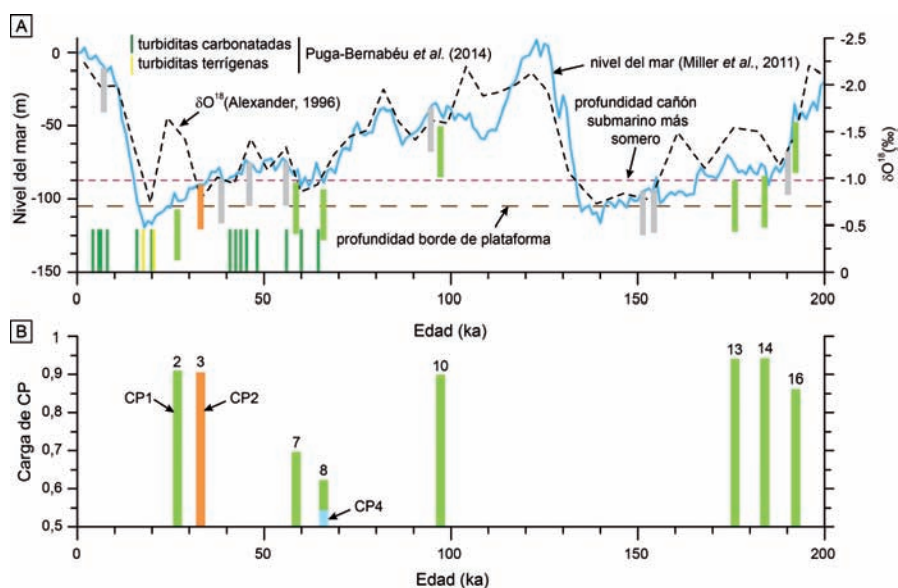 A
turbiditas carbonatadas
turbiditas terrígenas
Puga-Bernabéu et al. (2014)
nivel del mar (Miller et al., 2011)
δO¹⁸(Alexander, 1996)
profundidad cañón
submarino más
somero
profundidad borde de plataforma
Nivel del mar (m)
0
-50
-100
-150
δO¹⁸(‰)
-2.5
-2.0
-1.5
-1.0
-0.5
0
0 50 100 150 200
Edad (ka)
B
Carga de CP
1
0,9
0,8
0,7
0,6
0,5
2 3 7 8 10 13 14 16
CP1
CP2
CP4
0 50 100 150 200
Edad (ka)